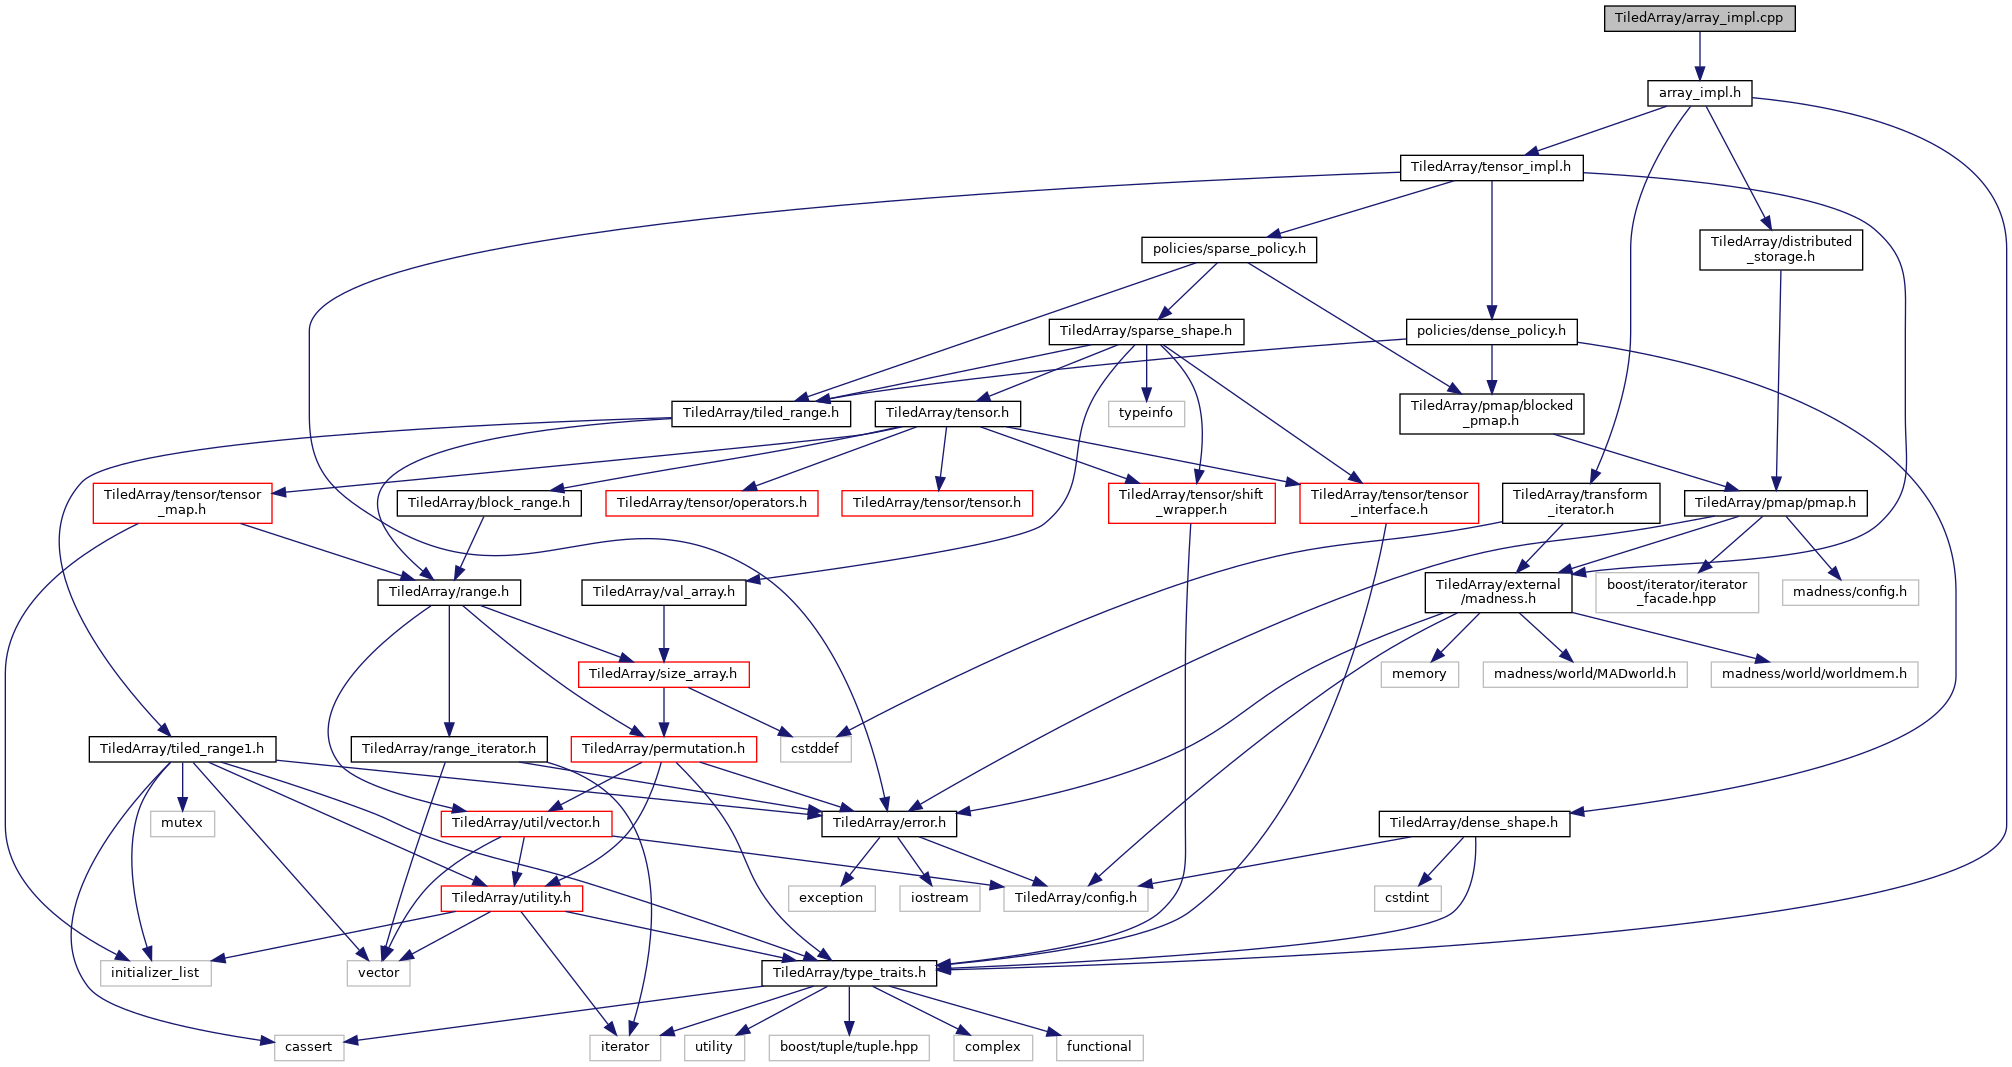 TiledArray/array_impl.cpp
array_impl.h
TiledArray/tensor_impl.h
policies/sparse_policy.h
TiledArray/distributed
_storage.h
TiledArray/sparse_shape.h
policies/dense_policy.h
TiledArray/tiled_range.h
TiledArray/tensor.h
typeinfo
TiledArray/pmap/blocked
_pmap.h
TiledArray/tensor/tensor
_map.h
TiledArray/block_range.h
TiledArray/tensor/operators.h
TiledArray/tensor/tensor.h
TiledArray/tensor/shift
_wrapper.h
TiledArray/tensor/tensor
_interface.h
TiledArray/transform
_iterator.h
TiledArray/pmap/pmap.h
TiledArray/range.h
TiledArray/val_array.h
TiledArray/external
/madness.h
boost/iterator/iterator
_facade.hpp
madness/config.h
TiledArray/size_array.h
memory
madness/world/MADworld.h
madness/world/worldmem.h
TiledArray/tiled_range1.h
TiledArray/range_iterator.h
TiledArray/permutation.h
cstddef
mutex
TiledArray/util/vector.h
TiledArray/error.h
TiledArray/dense_shape.h
TiledArray/utility.h
exception
iostream
TiledArray/config.h
cstdint
initializer_list
vector
TiledArray/type_traits.h
cassert
iterator
utility
boost/tuple/tuple.hpp
complex
functional